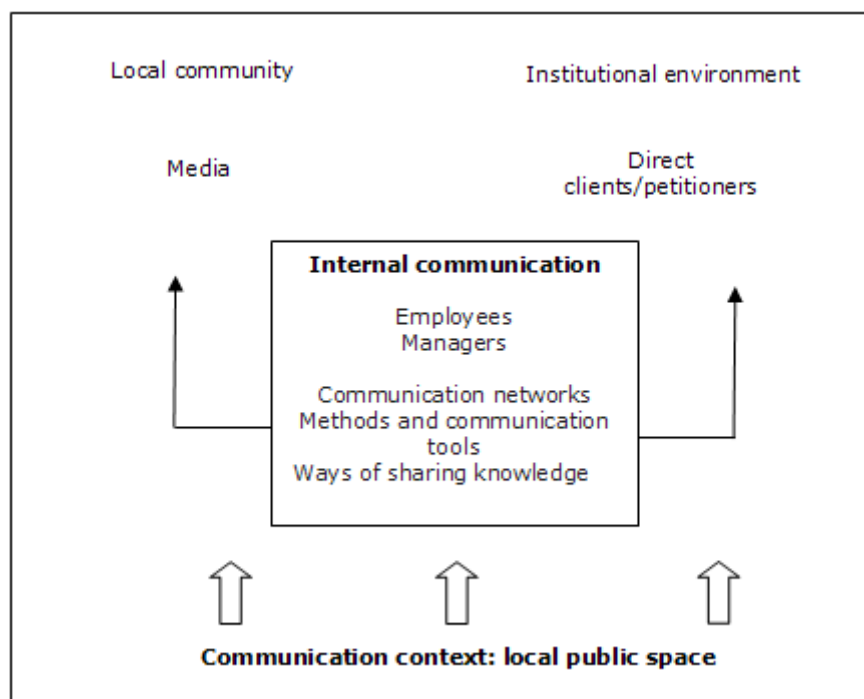 Local community
Institutional environment
Media
Direct
clients/petitioners
Internal communication
Employees
Managers
Communication networks
Methods and communication
tools
Ways of sharing knowledge
Communication context: local public space